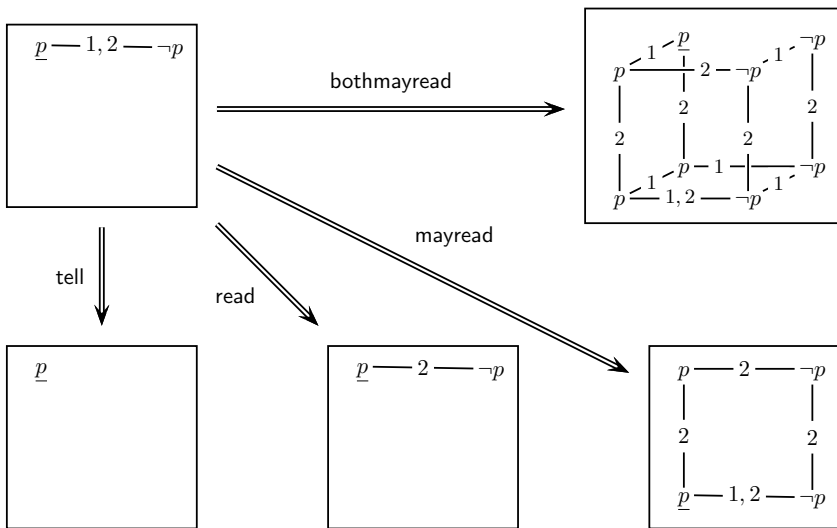 p 1, 2 ¬p
bothmayread
p ¬p
1 1
p 2 ¬p
2 2 2 2
p 1 ¬p
1 1
p 1, 2 ¬p
mayread
tell
read
p
p 2 ¬p
p 2 ¬p
2 2
p 1, 2 ¬p